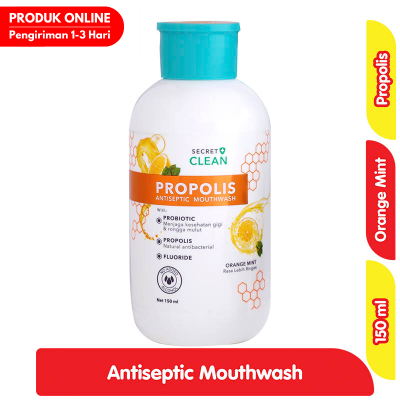 PRODUK ONLINE
Pengiriman 1-3 Hari
SECRET
CLEAN
PROPOLIS
ANTISEPTIC MOUTHWASH
With:
PROBIOTIC
Menjaga kesehatan gigi
& rongga mulut
PROPOLIS
Natural antibacterial
FLUORIDE
ORANGE MINT
Rasa Lebih Ringan
Net 150 ml
Propolis
Orange Mint
150 ml
Antiseptic Mouthwash